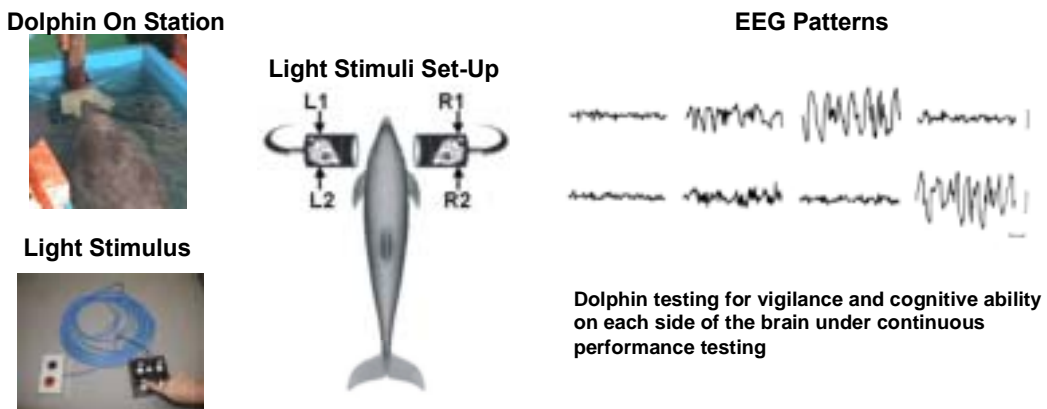 Dolphin On Station
EEG Patterns
Light Stimuli Set-Up
L1
R1
L2
R2
Light Stimulus
Dolphin testing for vigilance and cognitive ability
on each side of the brain under continuous
performance testing